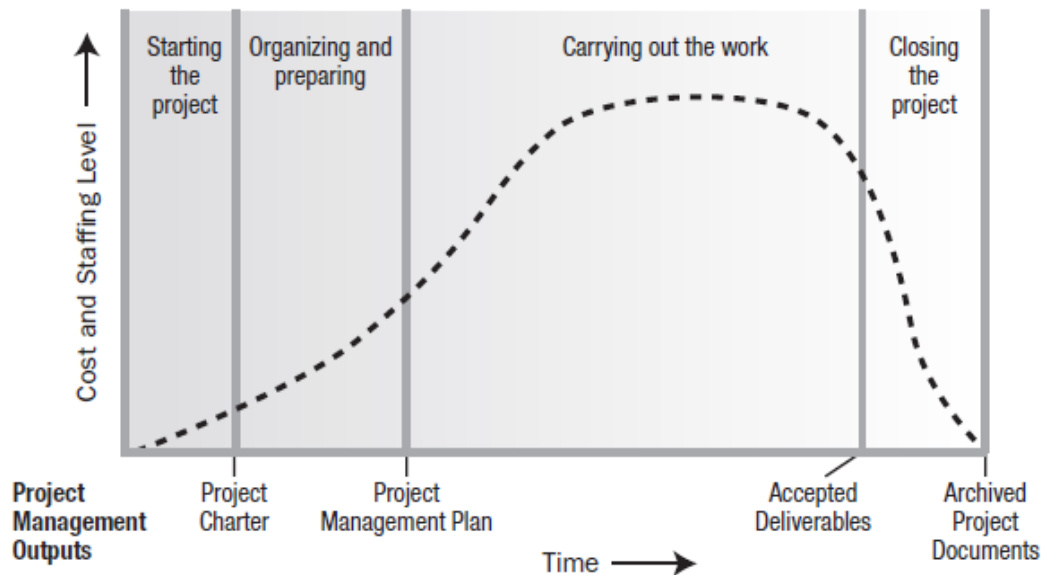 Starting
the
project
Organizing and
preparing
Carrying out the work
Closing
the
project
Cost and Staffing Level
Project
Management
Outputs
Project
Charter
Project
Management Plan
Accepted
Deliverables
Archived
Project
Documents
Time